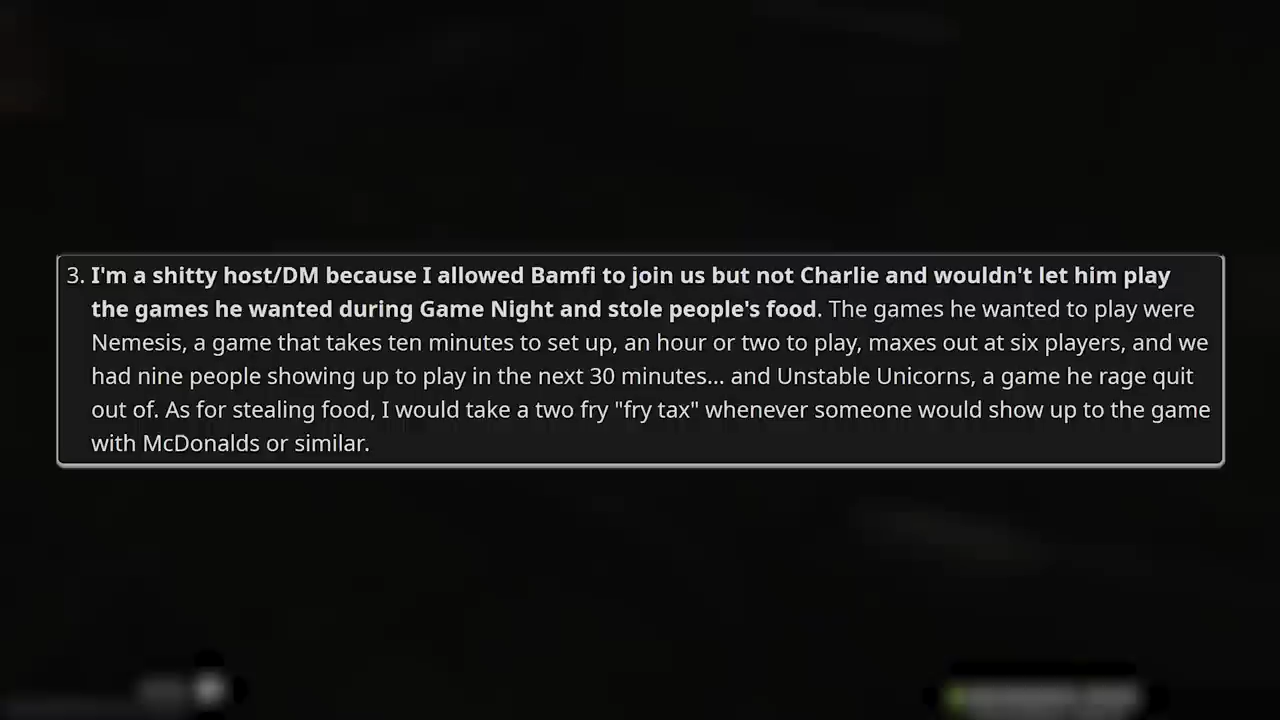 3. I'm a shitty host/DM because I allowed Bamfi to join us but not Charlie and wouldn't let him play
the games he wanted during Game Night and stole people's food. The games he wanted to play were
Nemesis, a game that takes ten minutes to set up, an hour or two to play, maxes out at six players, and we
had nine people showing up to play in the next 30 minutes... and Unstable Unicorns, a game he rage quit
out of. As for stealing food, I would take a two fry "fry tax" whenever someone would show up to the game
with McDonalds or similar.